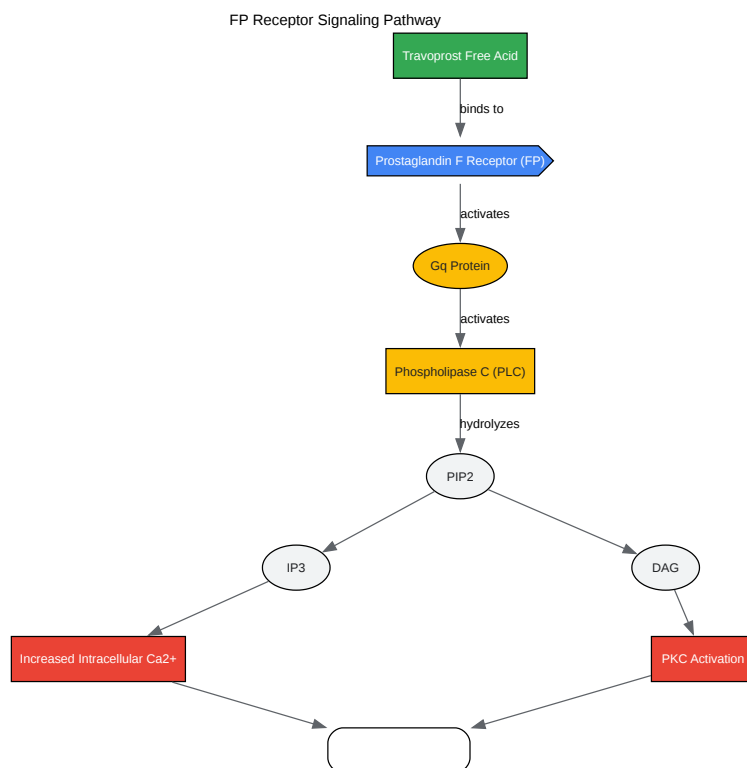 FP Receptor Signaling Pathway
Travoprost Free Acid
binds to
Prostaglandin F Receptor (FP)
activates
Gq Protein
activates
Phospholipase C (PLC)
hydrolyzes
PIP2
IP3
DAG
Increased Intracellular Ca2+
PKC Activation